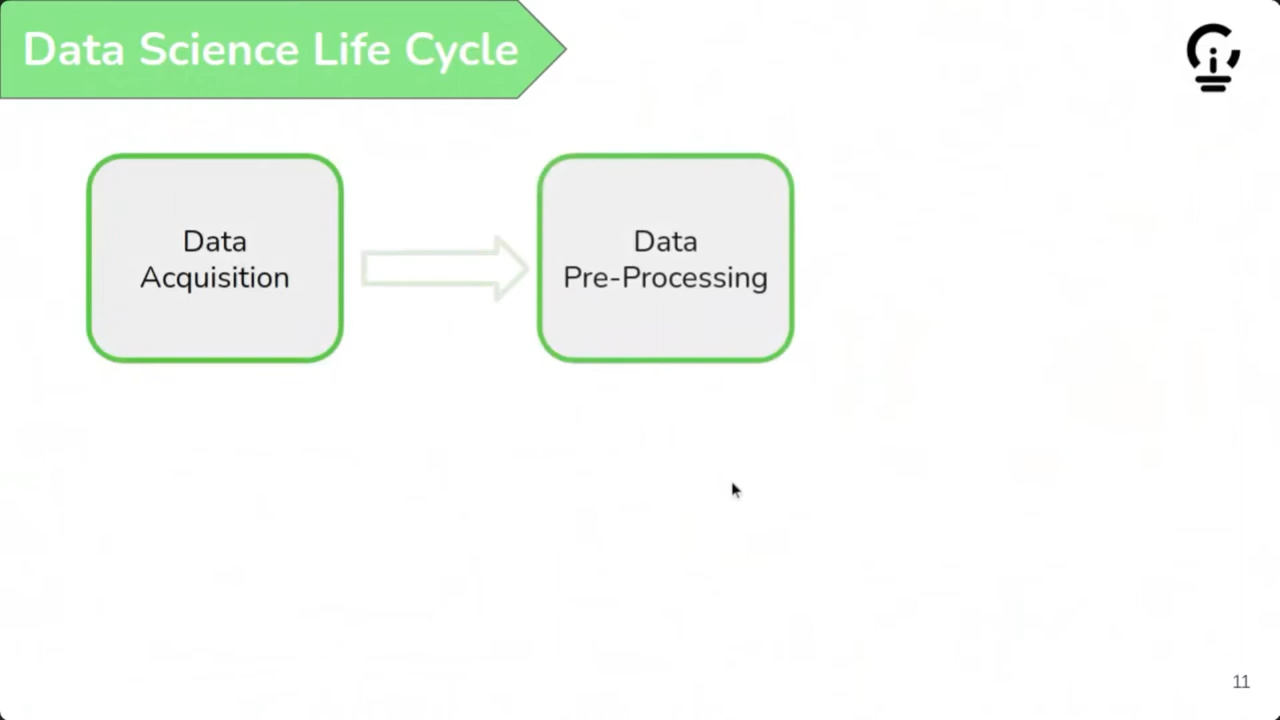 Data Science Life Cycle
Data
Acquisition
Data
Pre-Processing
11